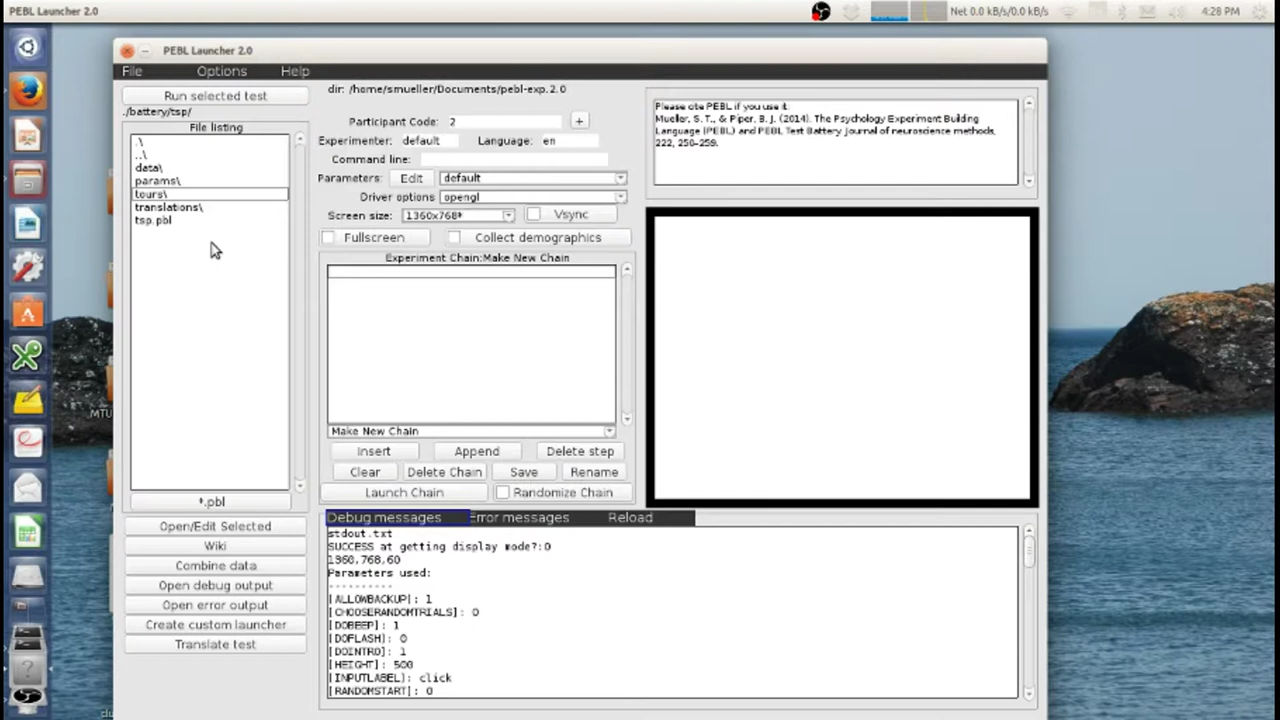 PEBL Launcher 2.0
Net 0.0 kB/s/0.0 kB/s
4:28 PM
PEBL Launcher 2.0
File Options Help
Run selected test
./battery/tsp/
File listing
.\
..\
data\
params\
tours\
translations\
tsp.pbl
*.pbl
Open/Edit Selected
Wiki
Combine data
Open debug output
Open error output
Create custom launcher
Translate test
dir: /home/smueller/Documents/pebl-exp.2.0
Participant Code: 2 +
Experimenter: default Language: en
Command line:
Parameters: Edit default
Driver options opengl
Screen size: 1360x768* Vsync
Fullscreen Collect demographics
Experiment Chain:Make New Chain
Make New Chain
Insert Append Delete step
Clear Delete Chain Save Rename
Launch Chain Randomize Chain
Please cite PEBL if you use it:
Mueller, S. T., & Piper, B. J. (2014). The Psychology Experiment Building
Language (PEBL) and PEBL Test Battery Journal of neuroscience methods,
222, 250-259.
Debug messages Error messages Reload
stdout.txt
SUCCESS at getting display mode?:0
1360,768,60
Parameters used:
----------
[ALLOWBACKUP]: 1
[CHOOSERANDOMTRIALS]: 0
[DOBEEP]: 1
[DOFLASH]: 0
[DOINTRO]: 1
[HEIGHT]: 500
[INPUTLABEL]: click
[RANDOMSTART]: 0
MTU